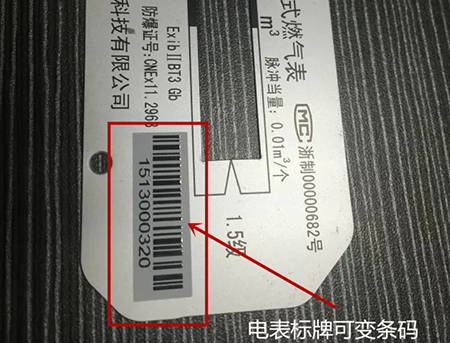 式燃气表
m³
脉冲当量：0.01m³/个
MC 浙制00000682号
1.5级
ExibⅡBT3 Gb
防爆证号：CNEx11.2968
科技有限公司
1513000320
电表标牌可变条码